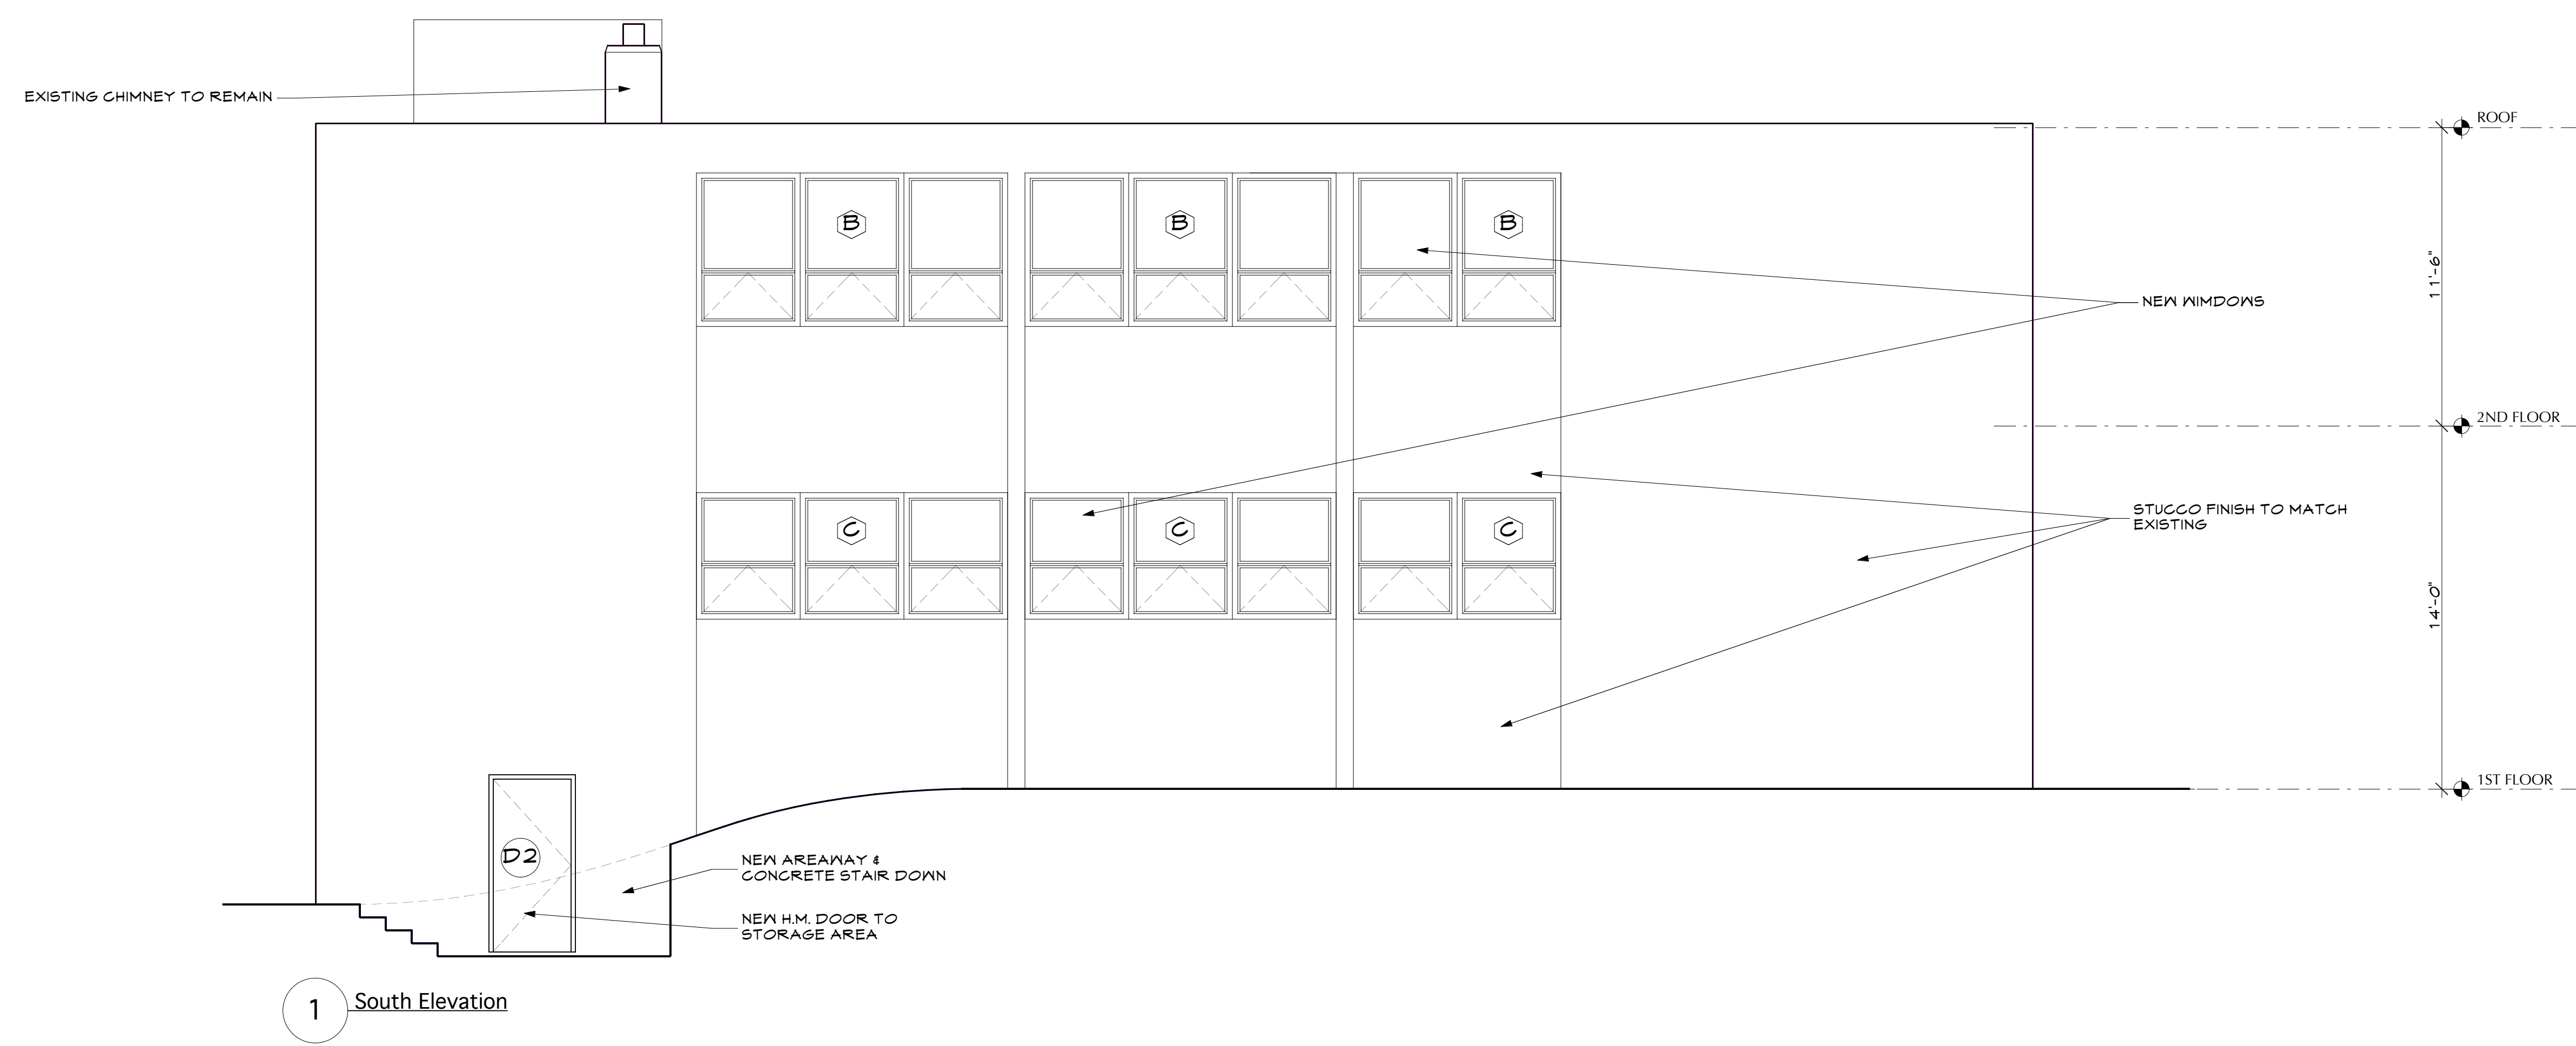 EXISTING CHIMNEY TO REMAIN
ROOF
B
B
B
11'-6"
NEW WIMDOWS
2ND FLOOR
C
C
C
STUCCO FINISH TO MATCH
EXISTING
14'-0"
1ST FLOOR
D2
NEW AREAWAY &
CONCRETE STAIR DOWN
NEW H.M. DOOR TO
STORAGE AREA
1
South Elevation